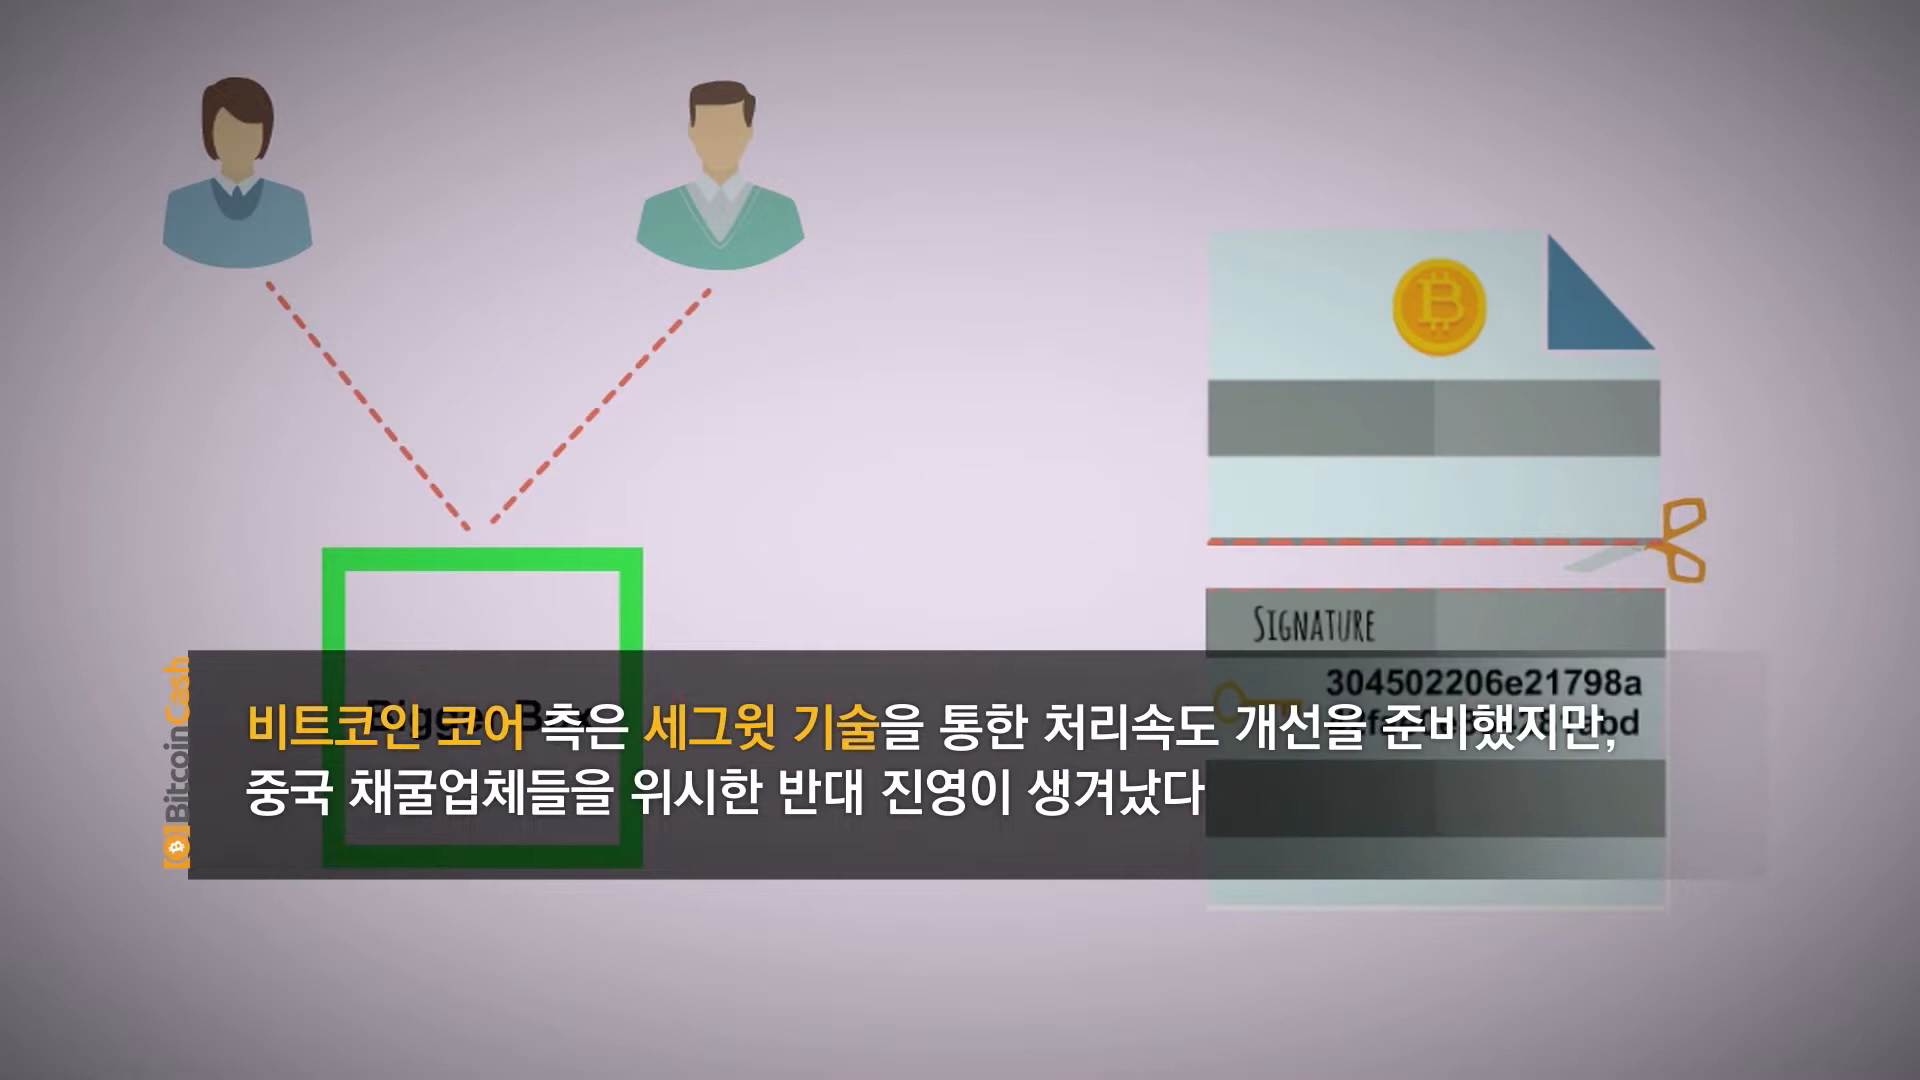 SIGNATURE
304502206e21798a
비트코인 코어 측은 세그윗 기술을 통한 처리속도 개선을 준비했지만,
중국 채굴업체들을 위시한 반대 진영이 생겨났다
BitcoinCash